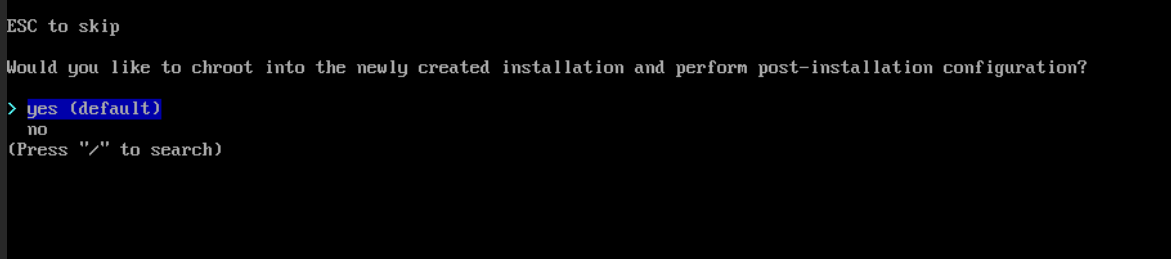 ESC to skip
Would you like to chroot into the newly created installation and perform post-installation configuration?
> yes (default)
no
(Press "/" to search)